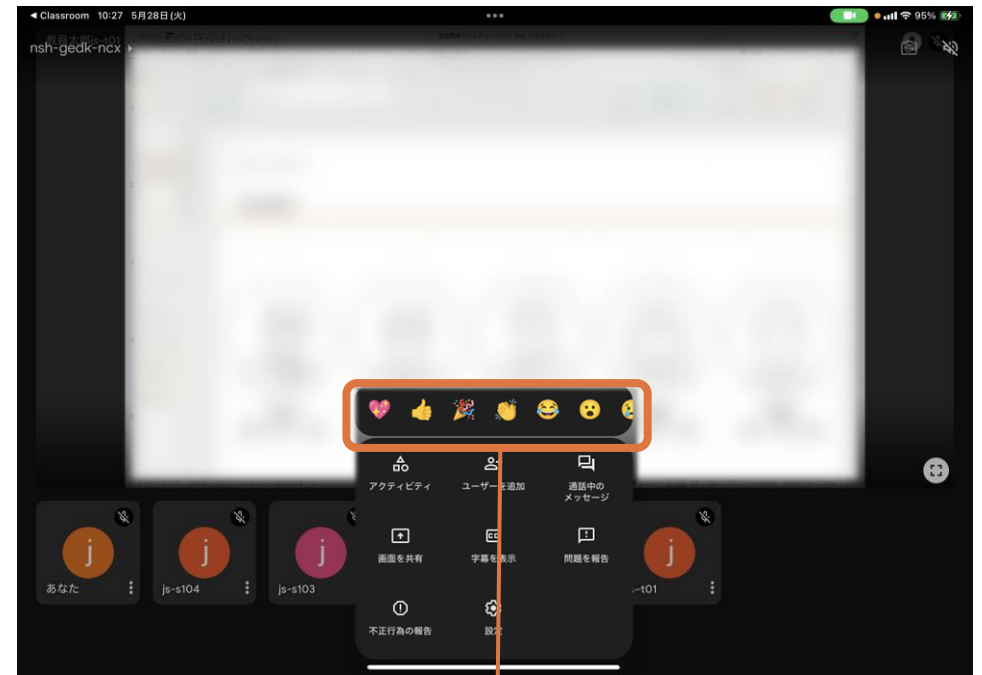 ◀ Classroom 10:27 5月28日(火)
95%
nsh-gedk-ncx
アクティビティ
ユーザーを追加
通話中の
メッセージ
画面を共有
字幕を表示
問題を報告
不正行為の報告
設定
j
j
j
j
あなた
js-s104
js-s103
-t01